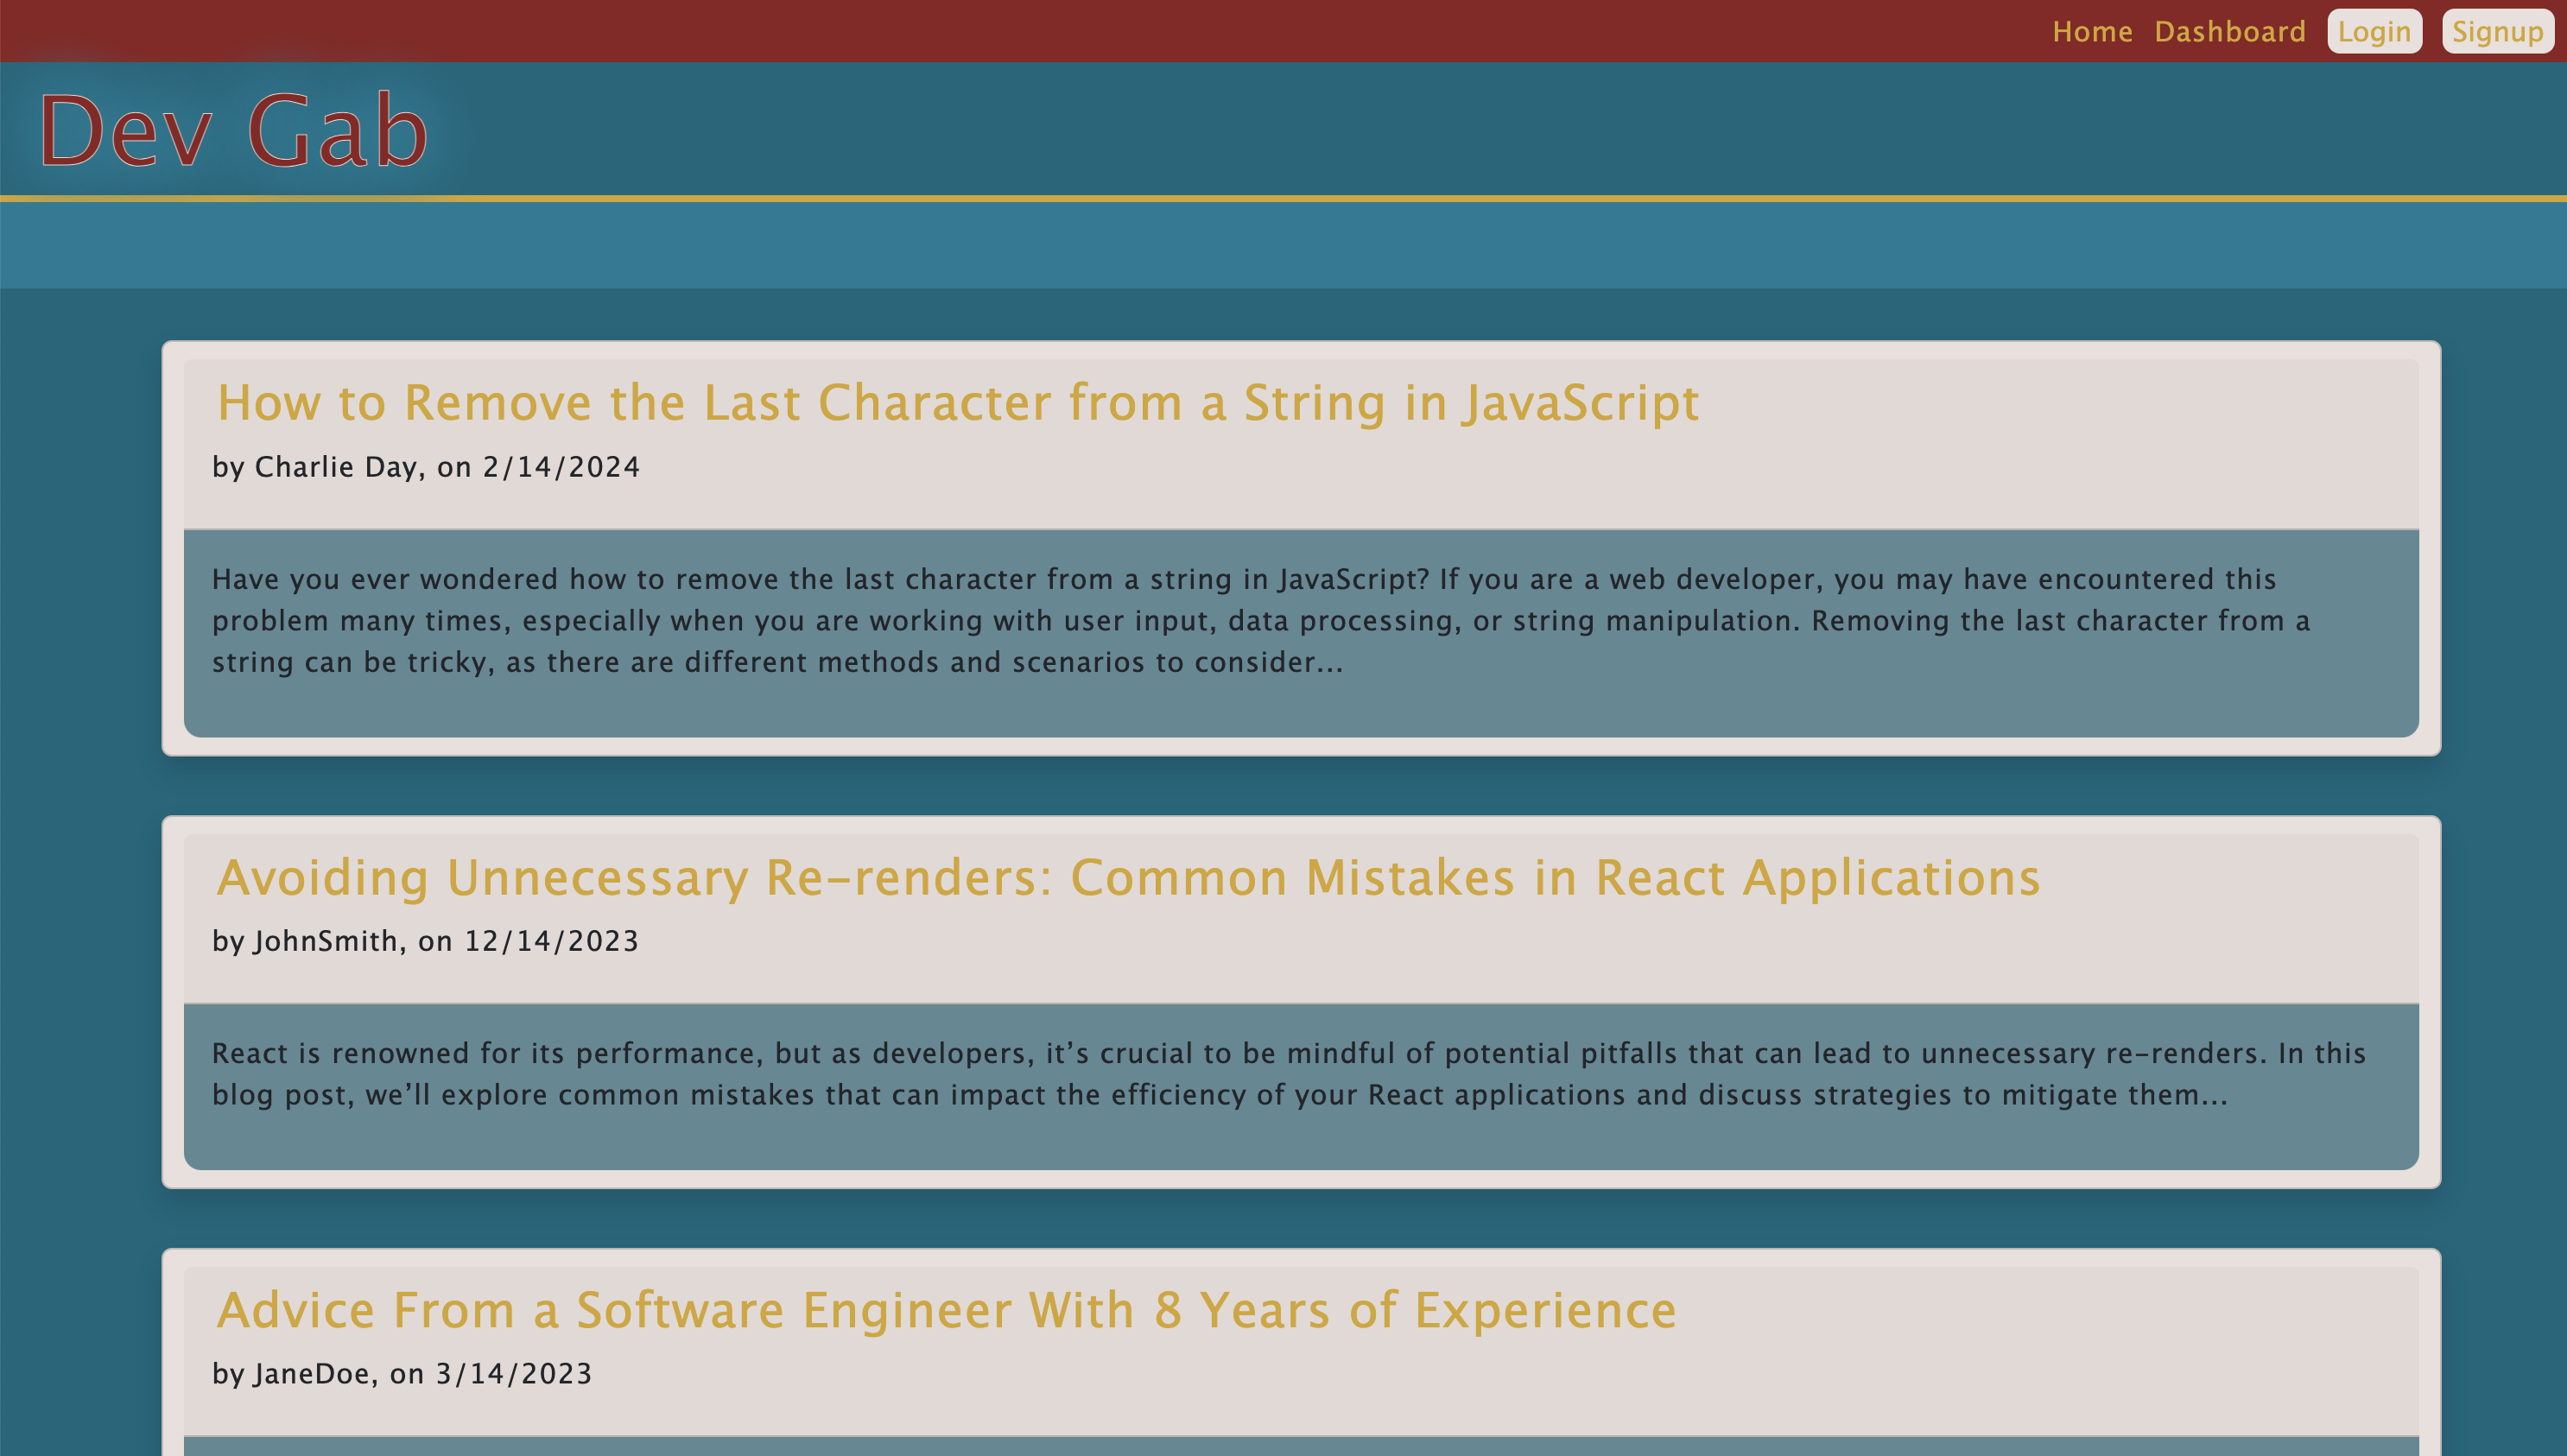 Home Dashboard Login Signup
Dev Gab
How to Remove the Last Character from a String in JavaScript
by Charlie Day, on 2/14/2024
Have you ever wondered how to remove the last character from a string in JavaScript? If you are a web developer, you may have encountered this
problem many times, especially when you are working with user input, data processing, or string manipulation. Removing the last character from a
string can be tricky, as there are different methods and scenarios to consider...
Avoiding Unnecessary Re-renders: Common Mistakes in React Applications
by JohnSmith, on 12/14/2023
React is renowned for its performance, but as developers, it’s crucial to be mindful of potential pitfalls that can lead to unnecessary re-renders. In this
blog post, we’ll explore common mistakes that can impact the efficiency of your React applications and discuss strategies to mitigate them...
Advice From a Software Engineer With 8 Years of Experience
by JaneDoe, on 3/14/2023